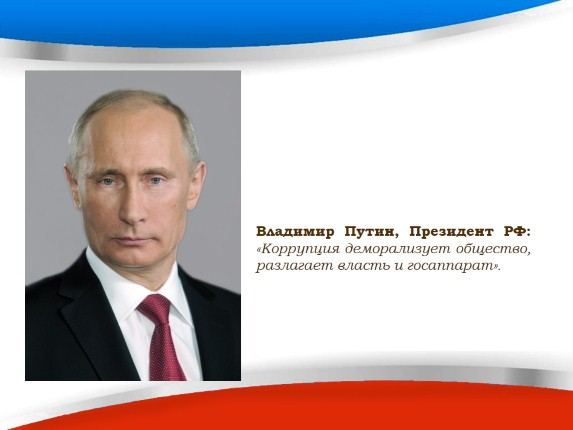 Владимир Путин, Президент РФ:
«Коррупция деморализует общество,
разлагает власть и госаппарат».